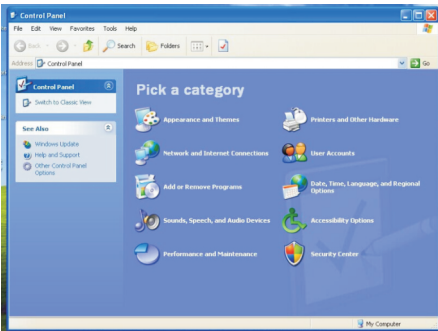 Control Panel
File Edit View Favorites Tools Help
Back Search Folders
Address Control Panel Go
Control Panel
Switch to Classic View
See Also
Windows Update
Help and Support
Other Control Panel
Options
Pick a category
Appearance and Themes
Printers and Other Hardware
Network and Internet Connections
User Accounts
Add or Remove Programs
Date, Time, Language, and Regional
Options
Sounds, Speech, and Audio Devices
Accessibility Options
Performance and Maintenance
Security Center
My Computer